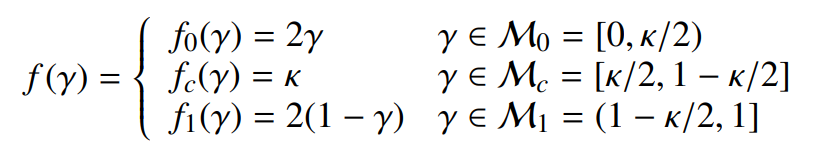 f₀(γ) = 2γ γ ∈ ℳ₀ = [0, κ/2)
f(γ) = { f_c(γ) = κ γ ∈ ℳ_c = [κ/2, 1 − κ/2]
f₁(γ) = 2(1 − γ) γ ∈ ℳ₁ = (1 − κ/2, 1]